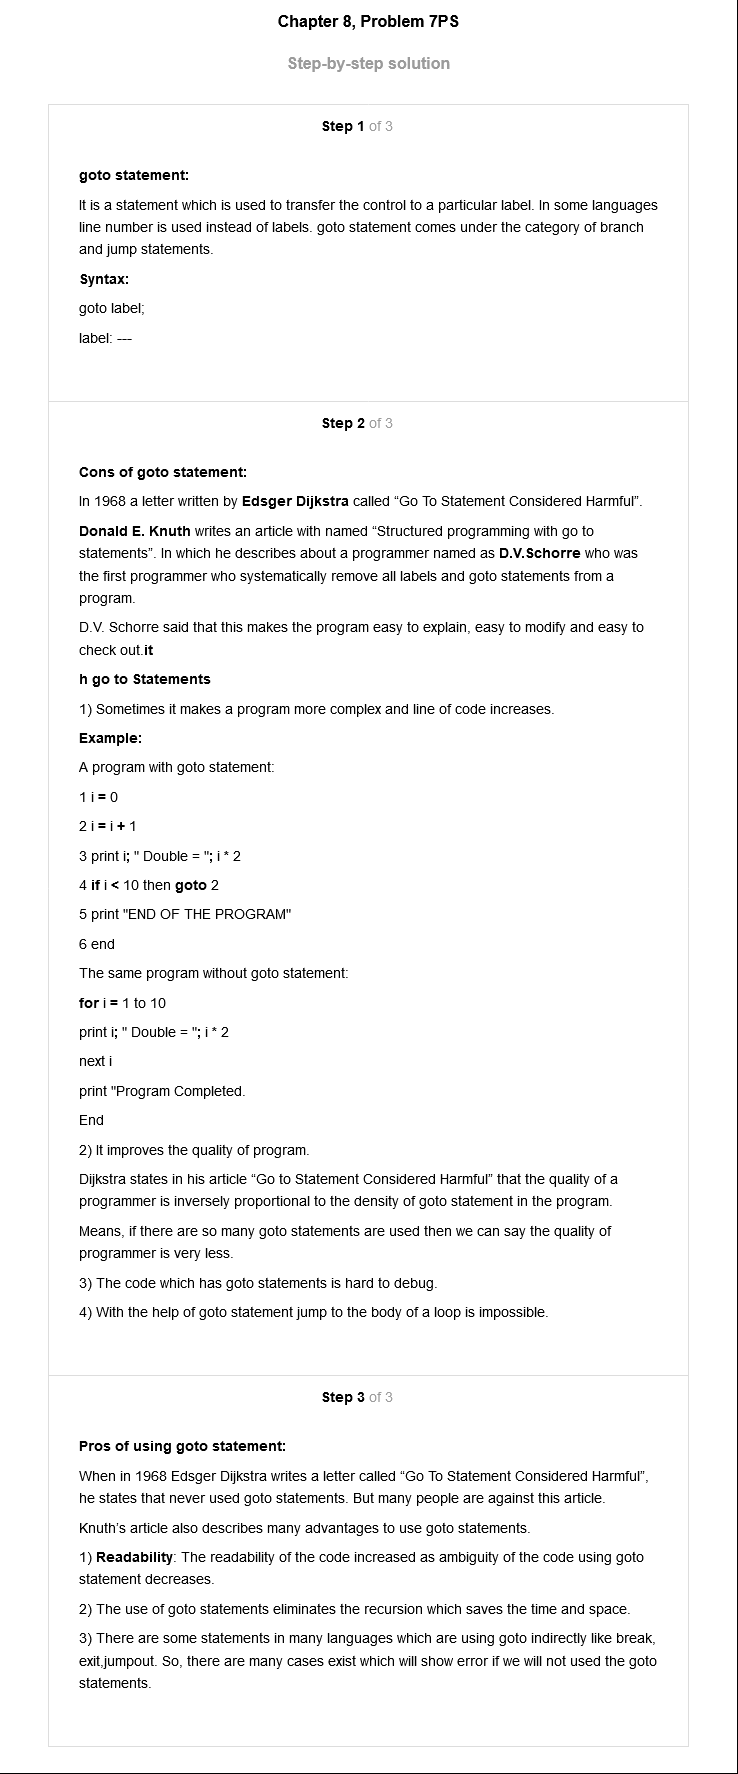 Chapter 8, Problem 7PS
Step-by-step solution
Step 1 of 3
goto statement:
It is a statement which is used to transfer the control to a particular label. In some languages
line number is used instead of labels. goto statement comes under the category of branch
and jump statements.
Syntax:
goto label;
label: ---
Step 2 of 3
Cons of goto statement:
In 1968 a letter written by Edsger Dijkstra called “Go To Statement Considered Harmful”.
Donald E. Knuth writes an article with named “Structured programming with go to
statements”. In which he describes about a programmer named as D.V.Schorre who was
the first programmer who systematically remove all labels and goto statements from a
program.
D.V. Schorre said that this makes the program easy to explain, easy to modify and easy to
check out.it
h go to Statements
1) Sometimes it makes a program more complex and line of code increases.
Example:
A program with goto statement:
1 i = 0
2 i = i + 1
3 print i; " Double = "; i * 2
4 if i < 10 then goto 2
5 print "END OF THE PROGRAM"
6 end
The same program without goto statement:
for i = 1 to 10
print i; " Double = "; i * 2
next i
print "Program Completed.
End
2) It improves the quality of program.
Dijkstra states in his article “Go to Statement Considered Harmful” that the quality of a
programmer is inversely proportional to the density of goto statement in the program.
Means, if there are so many goto statements are used then we can say the quality of
programmer is very less.
3) The code which has goto statements is hard to debug.
4) With the help of goto statement jump to the body of a loop is impossible.
Step 3 of 3
Pros of using goto statement:
When in 1968 Edsger Dijkstra writes a letter called “Go To Statement Considered Harmful”,
he states that never used goto statements. But many people are against this article.
Knuth’s article also describes many advantages to use goto statements.
1) Readability: The readability of the code increased as ambiguity of the code using goto
statement decreases.
2) The use of goto statements eliminates the recursion which saves the time and space.
3) There are some statements in many languages which are using goto indirectly like break,
exit,jumpout. So, there are many cases exist which will show error if we will not used the goto
statements.